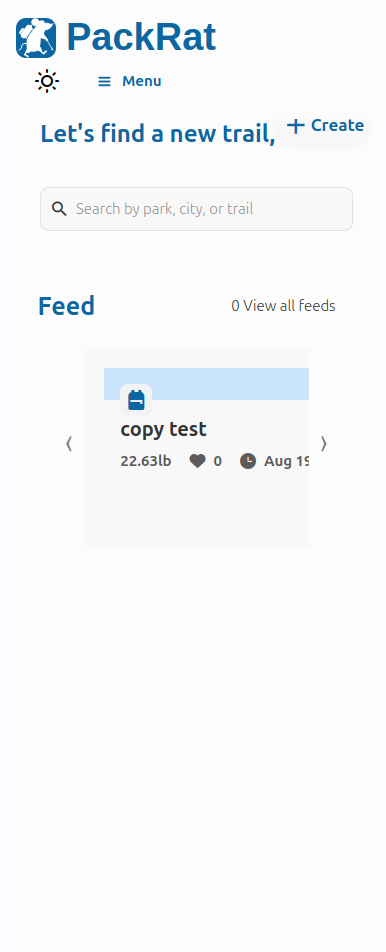 PackRat
Menu
Let's find a new trail,
Create
Search by park, city, or trail
Feed
0 View all feeds
copy test
22.63lb 0 Aug 19